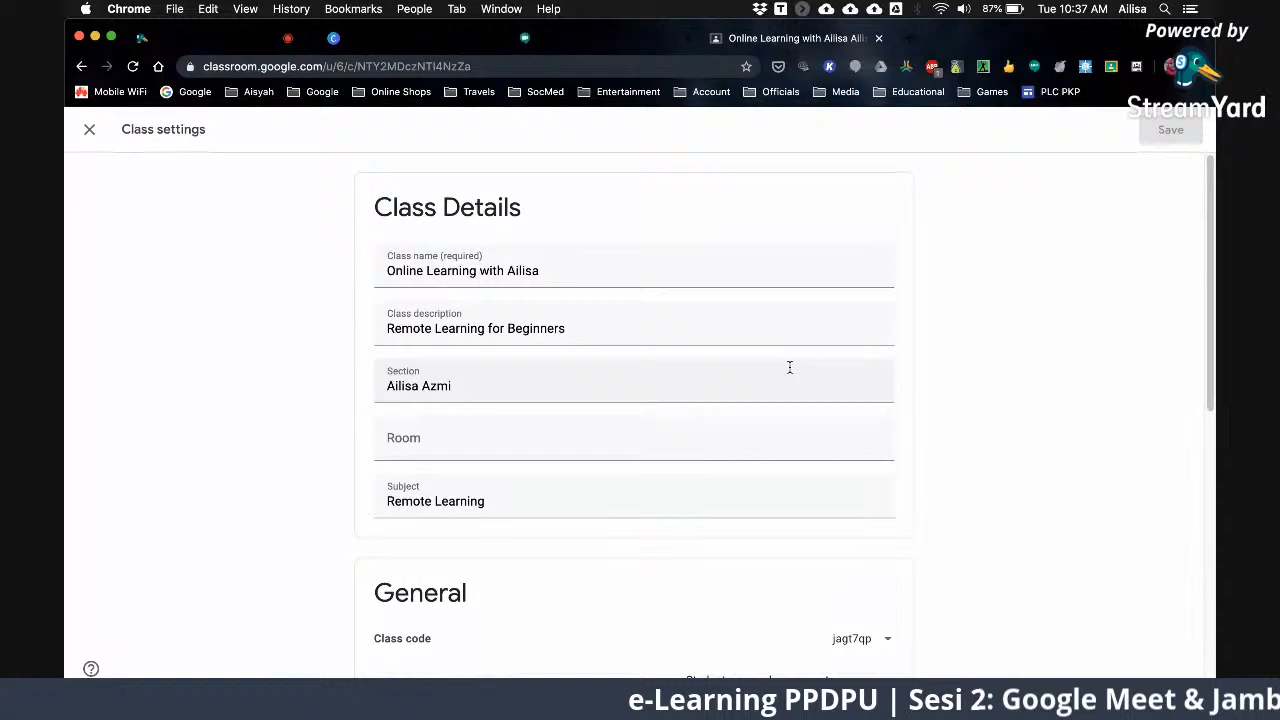 Chrome File Edit View History Bookmarks People Tab Window Help 87% Tue 10:37 AM Ailisa
Powered by
StreamYard
Online Learning with Ailisa Aili
classroom.google.com/u/6/c/NTY2MDczNTI4NzZa
Mobile WiFi Google Aisyah Google Online Shops Travels SocMed Entertainment Account Officials Media Educational Games PLC PKP
Class settings
Save
Class Details
Class name (required)
Online Learning with Ailisa
Class description
Remote Learning for Beginners
Section
Ailisa Azmi
Room
Subject
Remote Learning
General
Class code jagt7qp
e-Learning PPDPU | Sesi 2: Google Meet & Jamb